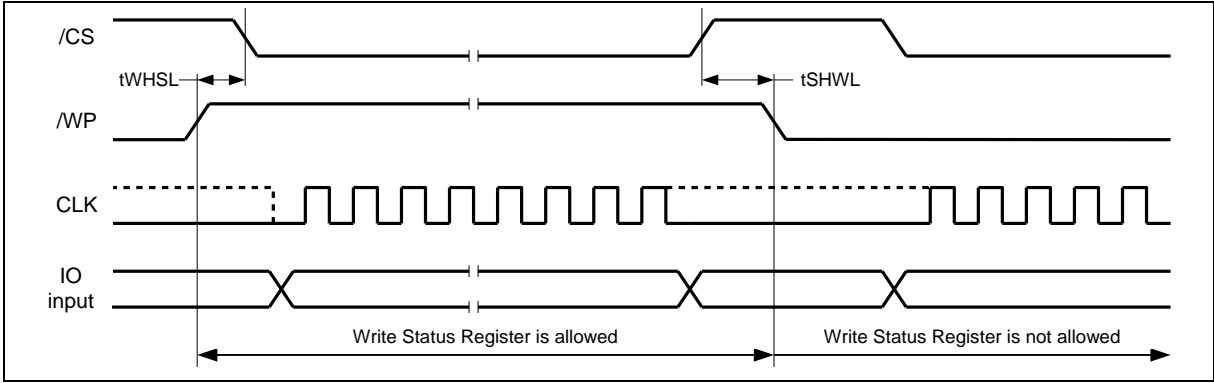 /CS
tWHSL
tSHWL
/WP
CLK
IO
input
Write Status Register is allowed
Write Status Register is not allowed